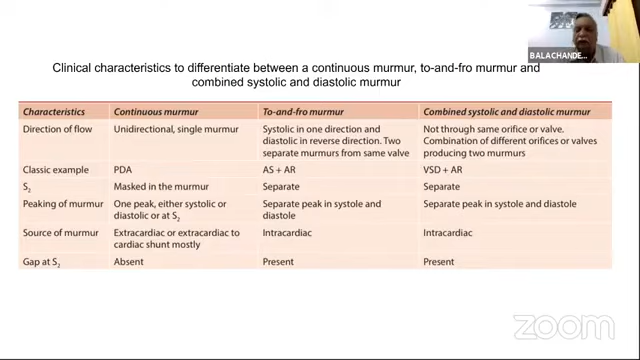 BALACHANDE...
Clinical characteristics to differentiate between a continuous murmur, to-and-fro murmur and
combined systolic and diastolic murmur
Characteristics Continuous murmur To-and-fro murmur Combined systolic and diastolic murmur
Direction of flow Unidirectional, single murmur Systolic in one direction and Not through same orifice or valve.
diastolic in reverse direction. Two Combination of different orifices or valves
separate murmurs from same valve producing two murmurs
Classic example PDA AS + AR VSD + AR
S₂ Masked in the murmur Separate Separate
Peaking of murmur One peak, either systolic or Separate peak in systole and Separate peak in systole and diastole
diastolic or at S₂ diastole
Source of murmur Extracardiac or extracardiac to Intracardiac Intracardiac
cardiac shunt mostly
Gap at S₂ Absent Present Present
zoom